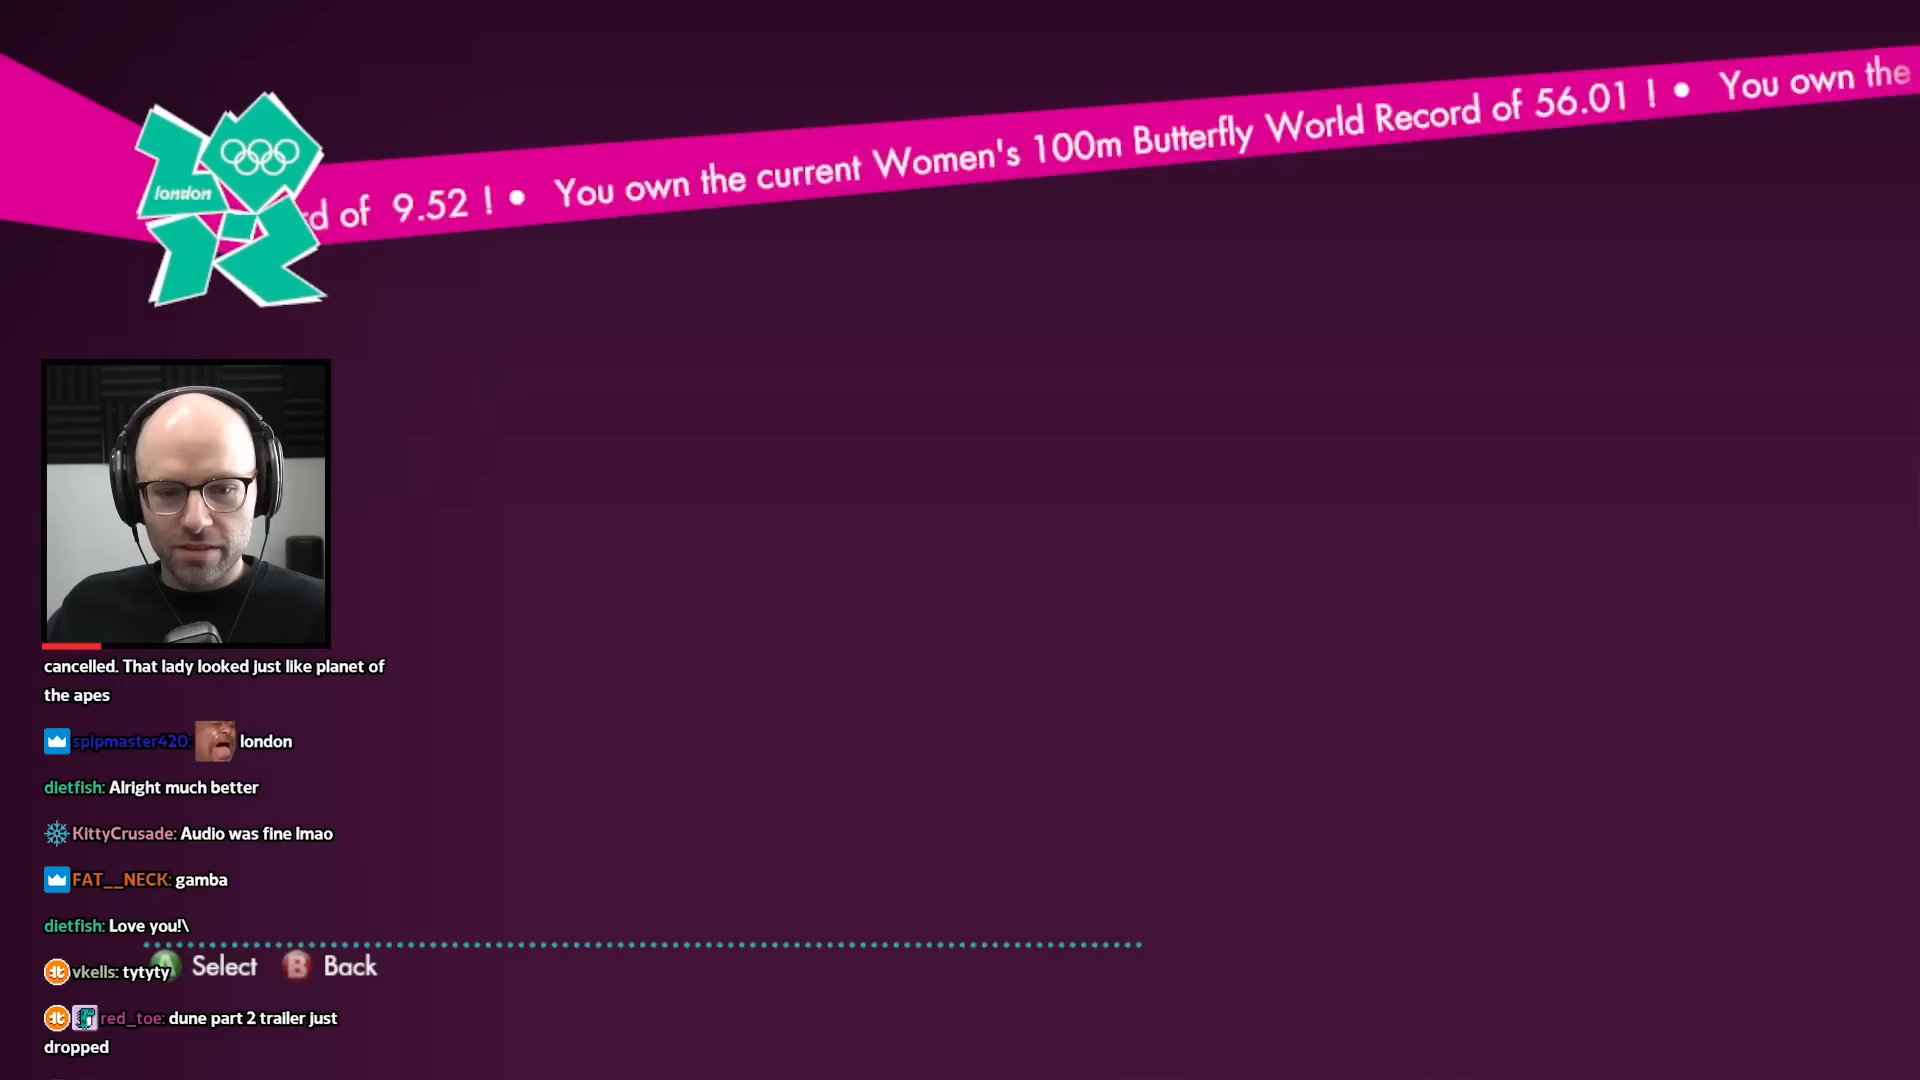 You own the
rd of 9.52 ! • You own the current Women's 100m Butterfly World Record of 56.01 ! •
london
cancelled. That lady looked just like planet of
the apes
spipmaster420: london
dietfish: Alright much better
KittyCrusade: Audio was fine lmao
FAT__NECK: gamba
dietfish: Love you!\
A Select B Back
vkells: tytyty
red_toe: dune part 2 trailer just
dropped